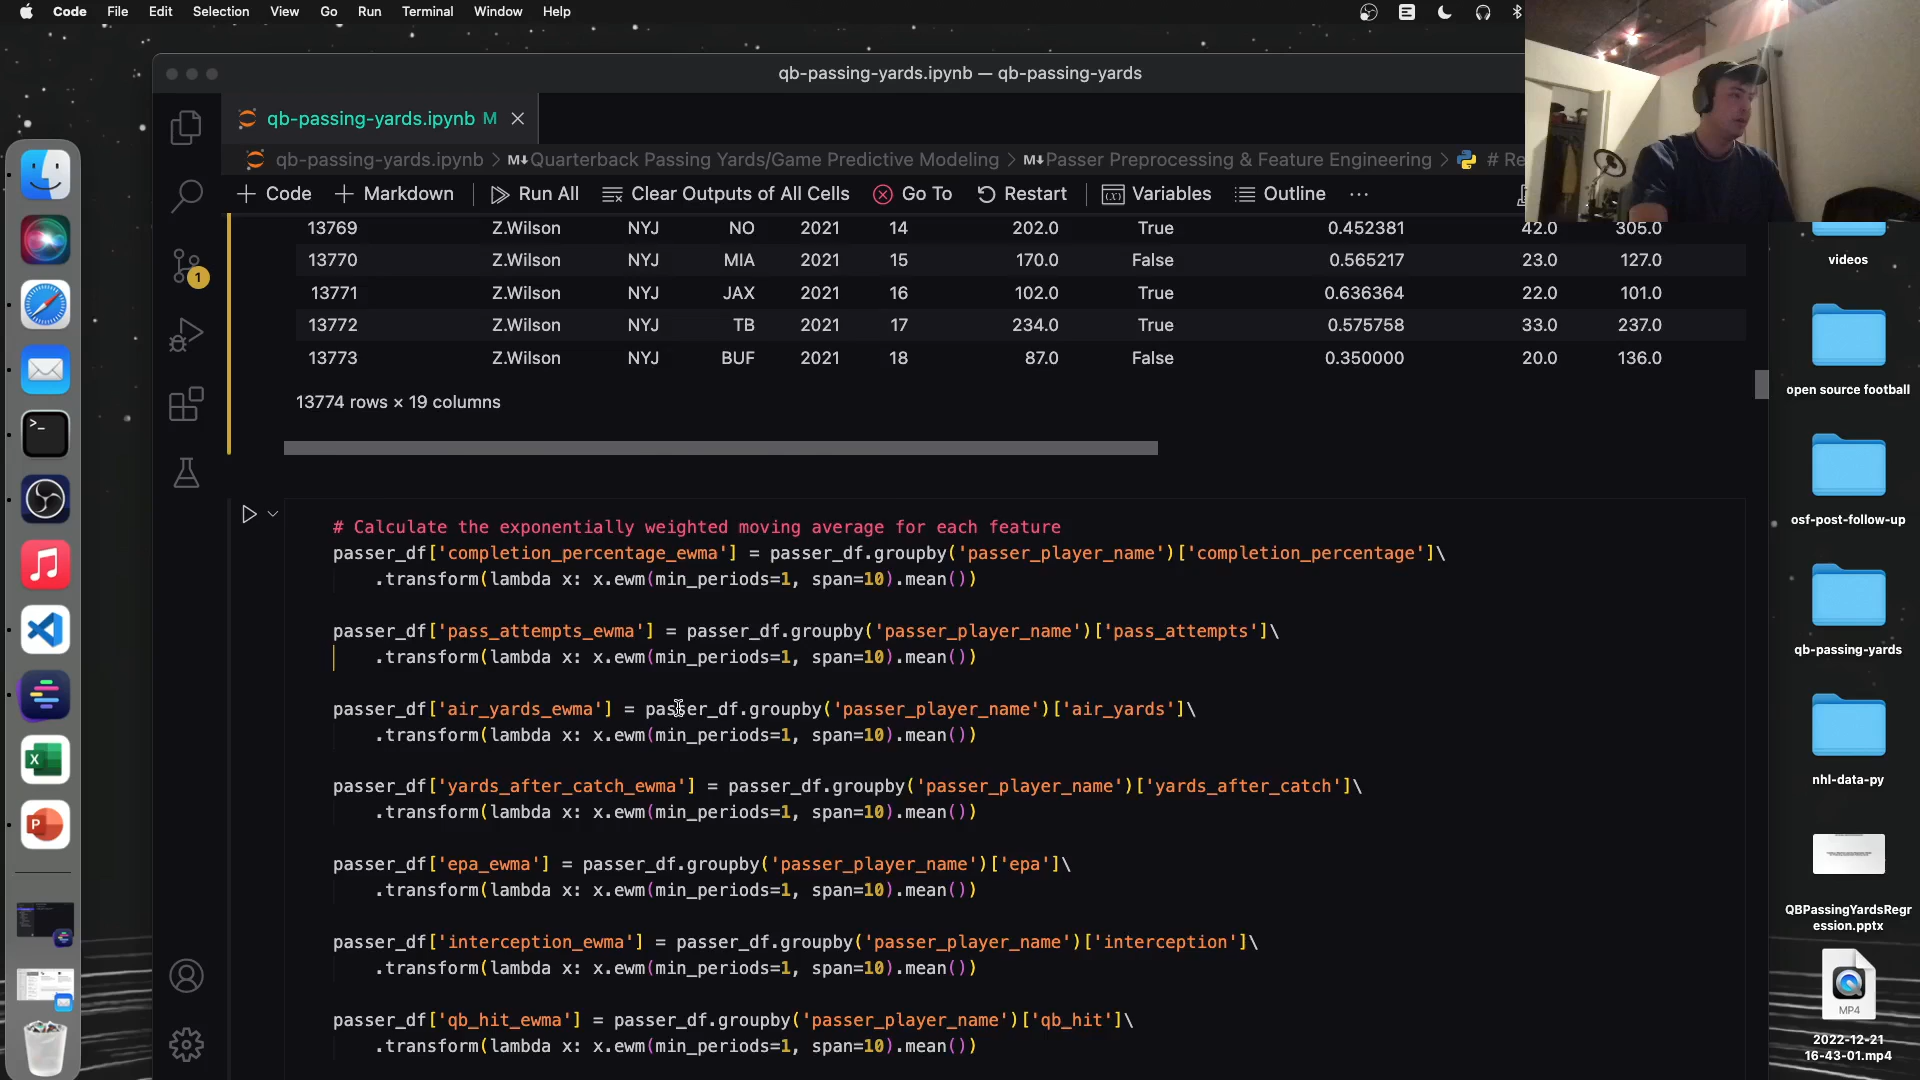 Code File Edit Selection View Go Run Terminal Window Help
qb-passing-yards.ipynb — qb-passing-yards
qb-passing-yards.ipynb M
qb-passing-yards.ipynb > M↓Quarterback Passing Yards/Game Predictive Modeling > M↓Passer Preprocessing & Feature Engineering > # Re
+ Code + Markdown Run All Clear Outputs of All Cells Go To Restart Variables Outline ...
13769 Z.Wilson NYJ NO 2021 14 202.0 True 0.452381 42.0 305.0
13770 Z.Wilson NYJ MIA 2021 15 170.0 False 0.565217 23.0 127.0
13771 Z.Wilson NYJ JAX 2021 16 102.0 True 0.636364 22.0 101.0
13772 Z.Wilson NYJ TB 2021 17 234.0 True 0.575758 33.0 237.0
13773 Z.Wilson NYJ BUF 2021 18 87.0 False 0.350000 20.0 136.0
13774 rows × 19 columns
# Calculate the exponentially weighted moving average for each feature
passer_df['completion_percentage_ewma'] = passer_df.groupby('passer_player_name')['completion_percentage']\
.transform(lambda x: x.ewm(min_periods=1, span=10).mean())
passer_df['pass_attempts_ewma'] = passer_df.groupby('passer_player_name')['pass_attempts']\
.transform(lambda x: x.ewm(min_periods=1, span=10).mean())
passer_df['air_yards_ewma'] = passer_df.groupby('passer_player_name')['air_yards']\
.transform(lambda x: x.ewm(min_periods=1, span=10).mean())
passer_df['yards_after_catch_ewma'] = passer_df.groupby('passer_player_name')['yards_after_catch']\
.transform(lambda x: x.ewm(min_periods=1, span=10).mean())
passer_df['epa_ewma'] = passer_df.groupby('passer_player_name')['epa']\
.transform(lambda x: x.ewm(min_periods=1, span=10).mean())
passer_df['interception_ewma'] = passer_df.groupby('passer_player_name')['interception']\
.transform(lambda x: x.ewm(min_periods=1, span=10).mean())
passer_df['qb_hit_ewma'] = passer_df.groupby('passer_player_name')['qb_hit']\
.transform(lambda x: x.ewm(min_periods=1, span=10).mean())
1
videos
open source football
osf-post-follow-up
qb-passing-yards
nhl-data-py
QBPassingYardsRegr
ession.pptx
MP4
2022-12-21
16-43-01.mp4